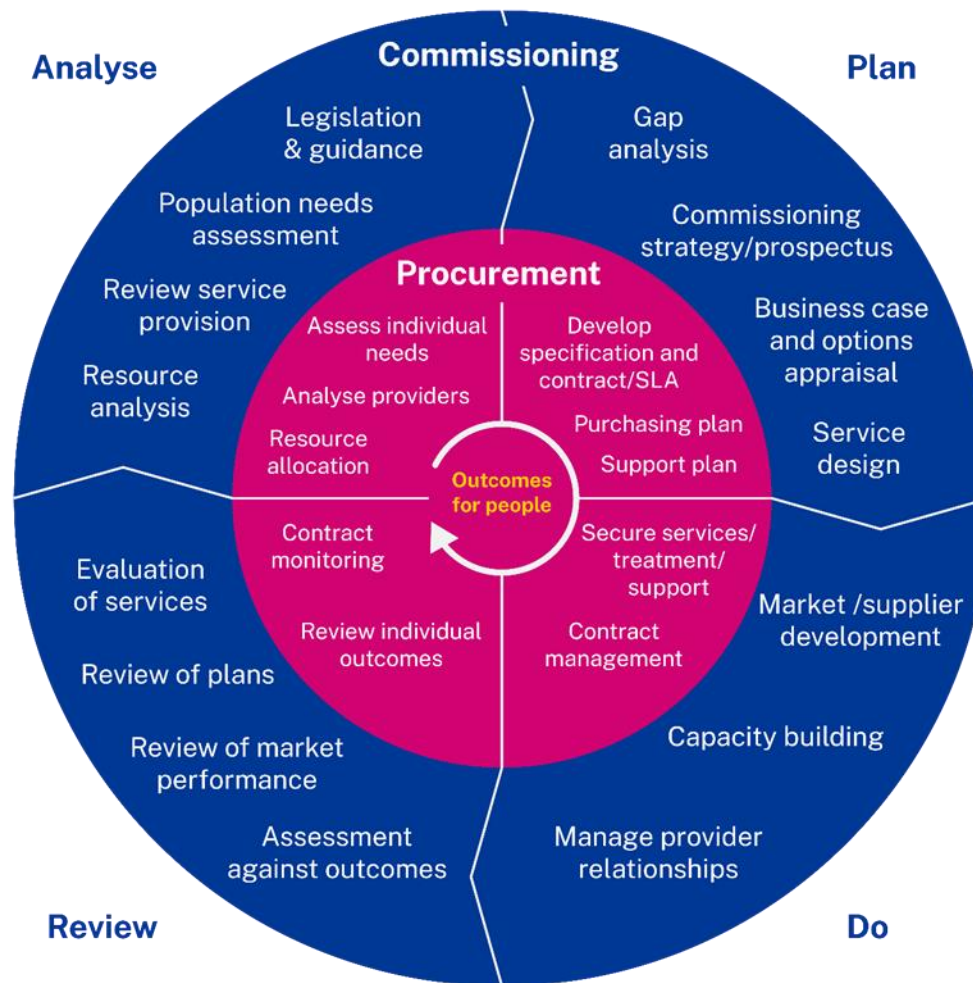 Analyse
Plan
Commissioning
Legislation
& guidance
Population needs
assessment
Review service
provision
Resource
analysis
Gap
analysis
Commissioning
strategy/prospectus
Business case
and options
appraisal
Service
design
Procurement
Assess individual
needs
Analyse providers
Resource
allocation
Develop
specification and
contract/SLA
Purchasing plan
Support plan
Outcomes
for people
Contract
monitoring
Review individual
outcomes
Secure services/
treatment/
support
Contract
management
Evaluation
of services
Review of plans
Review of market
performance
Assessment
against outcomes
Market /supplier
development
Capacity building
Manage provider
relationships
Review
Do